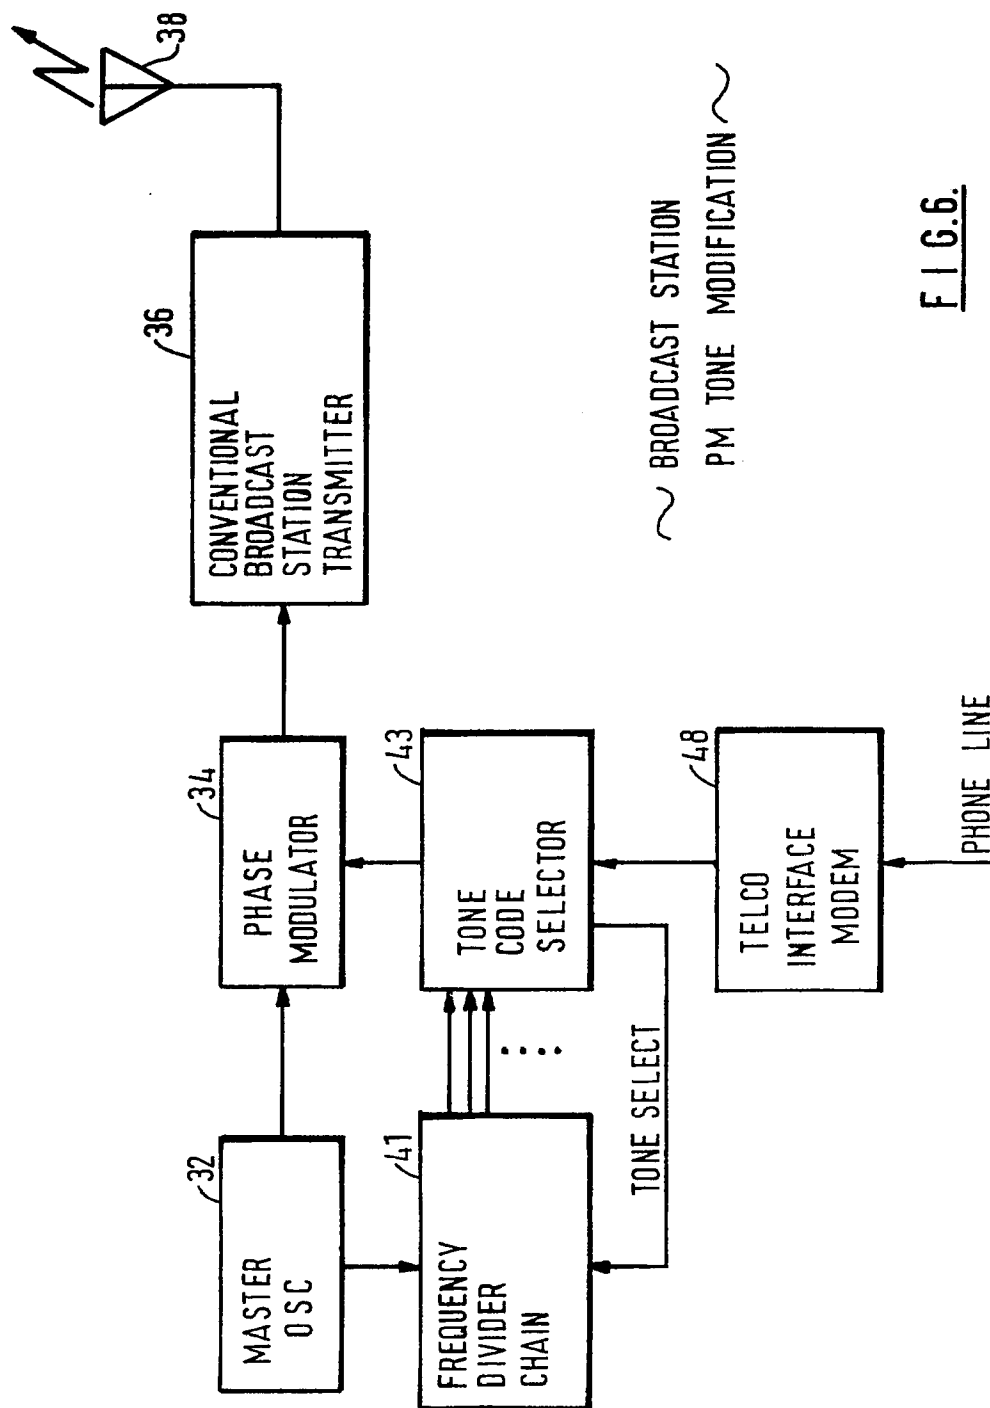 38
36
CONVENTIONAL
BROADCAST
STATION
TRANSMITTER
34
PHASE
MODULATOR
32
MASTER
OSC
43
TONE
CODE
SELECTOR
41
FREQUENCY
DIVIDER
CHAIN
TONE SELECT
48
TELCO
INTERFACE
MODEM
PHONE LINE
~ BROADCAST STATION
PM TONE MODIFICATION ~
FIG.6.